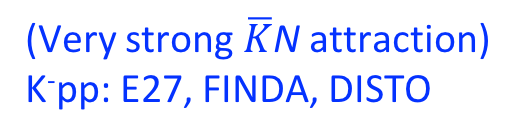 (Very strong K̅N attraction)
K⁻pp: E27, FINDA, DISTO